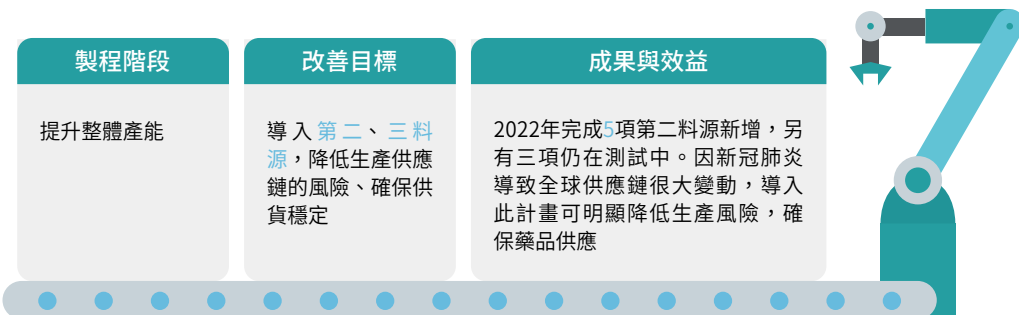 製程階段
提升整體產能
改善目標
導入第二、三料
源，降低生產供應
鏈的風險、確保供
貨穩定
成果與效益
2022年完成5項第二料源新增，另
有三項仍在測試中。因新冠肺炎
導致全球供應鏈很大變動，導入
此計畫可明顯降低生產風險，確
保藥品供應